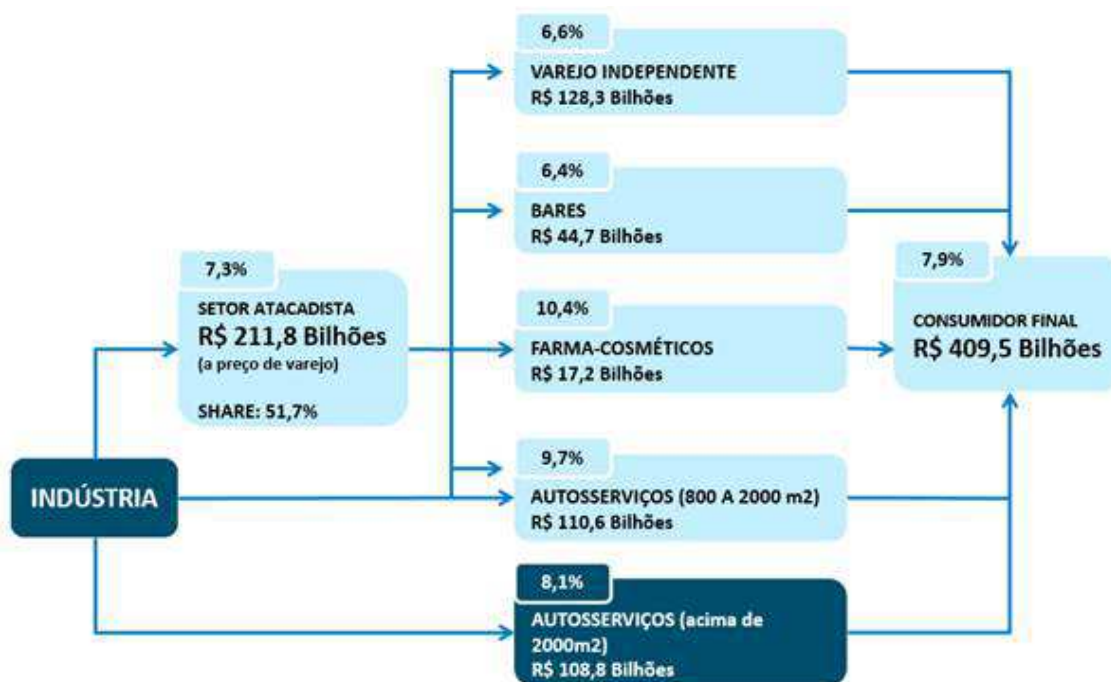 6,6%
VAREJO INDEPENDENTE
R$ 128,3 Bilhões
6,4%
BARES
R$ 44,7 Bilhões
7,3%
SETOR ATACADISTA
R$ 211,8 Bilhões
(a preço de varejo)
SHARE: 51,7%
10,4%
FARMA-COSMÉTICOS
R$ 17,2 Bilhões
7,9%
CONSUMIDOR FINAL
R$ 409,5 Bilhões
INDÚSTRIA
9,7%
AUTOSSERVIÇOS (800 A 2000 m2)
R$ 110,6 Bilhões
8,1%
AUTOSSERVIÇOS (acima de
2000m2)
R$ 108,8 Bilhões